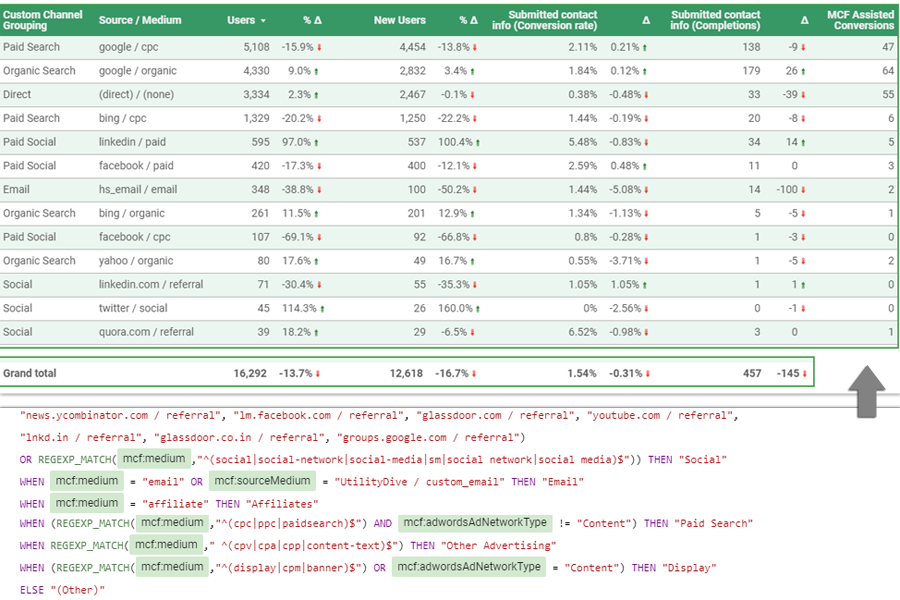 Custom Channel Grouping Source / Medium Users % Δ New Users % Δ Submitted contact info (Conversion rate) Δ Submitted contact info (Completions) Δ MCF Assisted Conversions
Paid Search google / cpc 5,108 -15.9% 4,454 -13.8% 2.11% 0.21% 138 -9 47
Organic Search google / organic 4,330 9.0% 2,832 3.4% 1.84% 0.12% 179 26 64
Direct (direct) / (none) 3,334 2.3% 2,467 -0.1% 0.38% -0.48% 33 -39 55
Paid Search bing / cpc 1,329 -20.2% 1,250 -22.2% 1.44% -0.19% 20 -8 6
Paid Social linkedin / paid 595 97.0% 537 100.4% 5.48% -0.83% 34 14 5
Paid Social facebook / paid 420 -17.3% 400 -12.1% 2.59% 0.48% 11 0 3
Email hs_email / email 348 -38.8% 100 -50.2% 1.44% -5.08% 14 -100 2
Organic Search bing / organic 261 11.5% 201 12.9% 1.34% -1.13% 5 -5 1
Paid Social facebook / cpc 107 -69.1% 92 -66.8% 0.8% -0.28% 1 -3 0
Organic Search yahoo / organic 80 17.6% 49 16.7% 0.55% -3.71% 1 -5 2
Social linkedin.com / referral 71 -30.4% 55 -35.3% 1.05% 1.05% 1 1 0
Social twitter / social 45 114.3% 26 160.0% 0% -2.56% 0 -1 0
Social quora.com / referral 39 18.2% 29 -6.5% 6.52% -0.98% 3 0 1
Grand total 16,292 -13.7% 12,618 -16.7% 1.54% -0.31% 457 -145
"news.ycombinator.com / referral", "lm.facebook.com / referral", "glassdoor.com / referral", "youtube.com / referral",
"lnkd.in / referral", "glassdoor.co.in / referral", "groups.google.com / referral")
OR REGEXP_MATCH( mcf:medium ,"^(social|social-network|social-media|sm|social network|social media)$")) THEN "Social"
WHEN mcf:medium = "email" OR mcf:sourceMedium = "UtilityDive / custom_email" THEN "Email"
WHEN mcf:medium = "affiliate" THEN "Affiliates"
WHEN (REGEXP_MATCH( mcf:medium ,"^(cpc|ppc|paidsearch)$") AND mcf:adwordsAdNetworkType != "Content") THEN "Paid Search"
WHEN REGEXP_MATCH( mcf:medium ," ^(cpv|cpa|cpp|content-text)$") THEN "Other Advertising"
WHEN (REGEXP_MATCH( mcf:medium ,"^(display|cpm|banner)$") OR mcf:adwordsAdNetworkType = "Content") THEN "Display"
ELSE "(Other)"